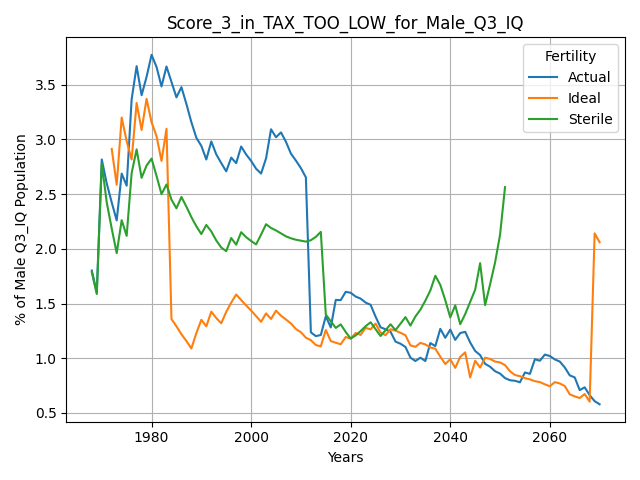 Score_3_in_TAX_TOO_LOW_for_Male_Q3_IQ
Fertility
Actual
Ideal
Sterile
% of Male Q3_IQ Population
3.5
3.0
2.5
2.0
1.5
1.0
0.5
1980
2000
2020
2040
2060
Years